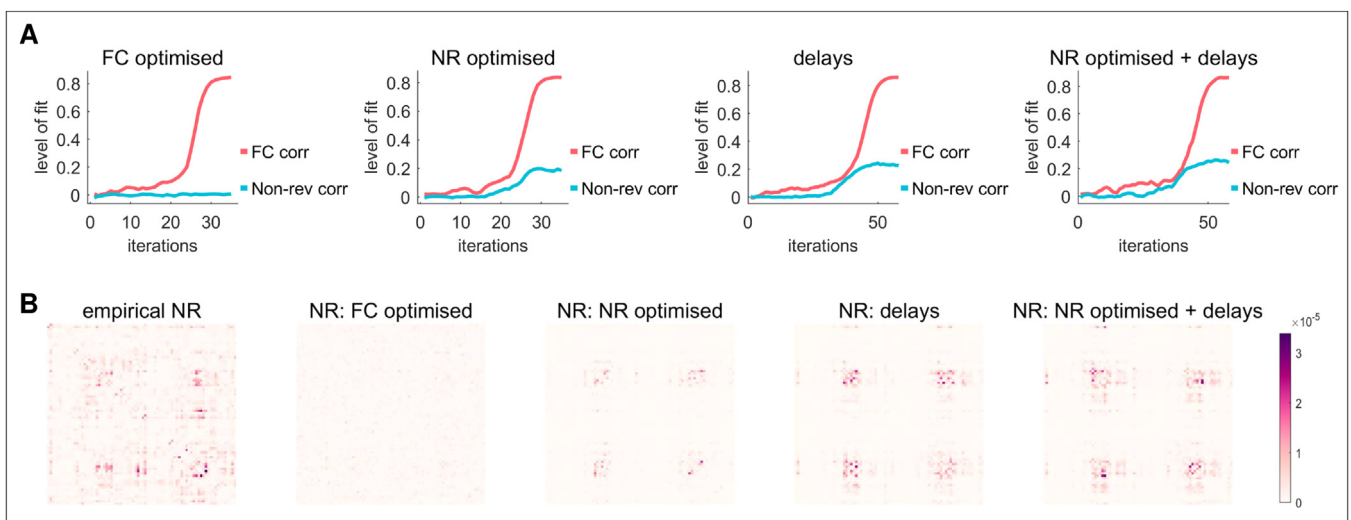 A
FC optimised
level of fit
0.8
0.6
0.4
0.2
0
0
10
20
30
iterations
FC corr
Non-rev corr
NR optimised
level of fit
0.8
0.6
0.4
0.2
0
0
10
20
30
iterations
FC corr
Non-rev corr
delays
level of fit
0.8
0.6
0.4
0.2
0
0
50
iterations
FC corr
Non-rev corr
NR optimised + delays
level of fit
0.8
0.6
0.4
0.2
0
0
50
iterations
FC corr
Non-rev corr
B
empirical NR
NR: FC optimised
NR: NR optimised
NR: delays
NR: NR optimised + delays
×10⁻⁵
3
2
1
0